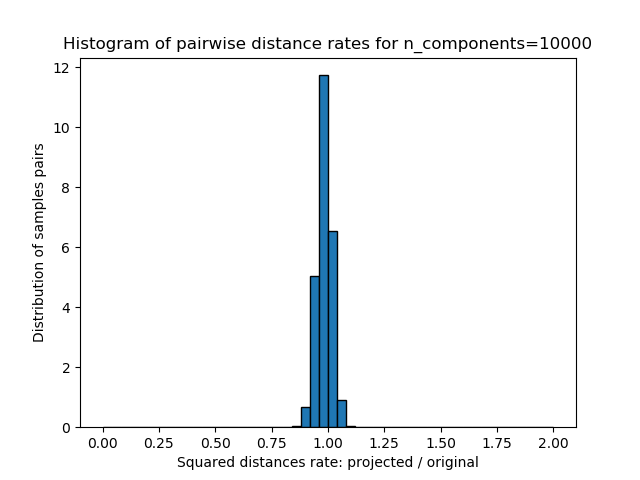 Histogram of pairwise distance rates for n_components=10000
Distribution of samples pairs
12
10
8
6
4
2
0
0.00 0.25 0.50 0.75 1.00 1.25 1.50 1.75 2.00
Squared distances rate: projected / original